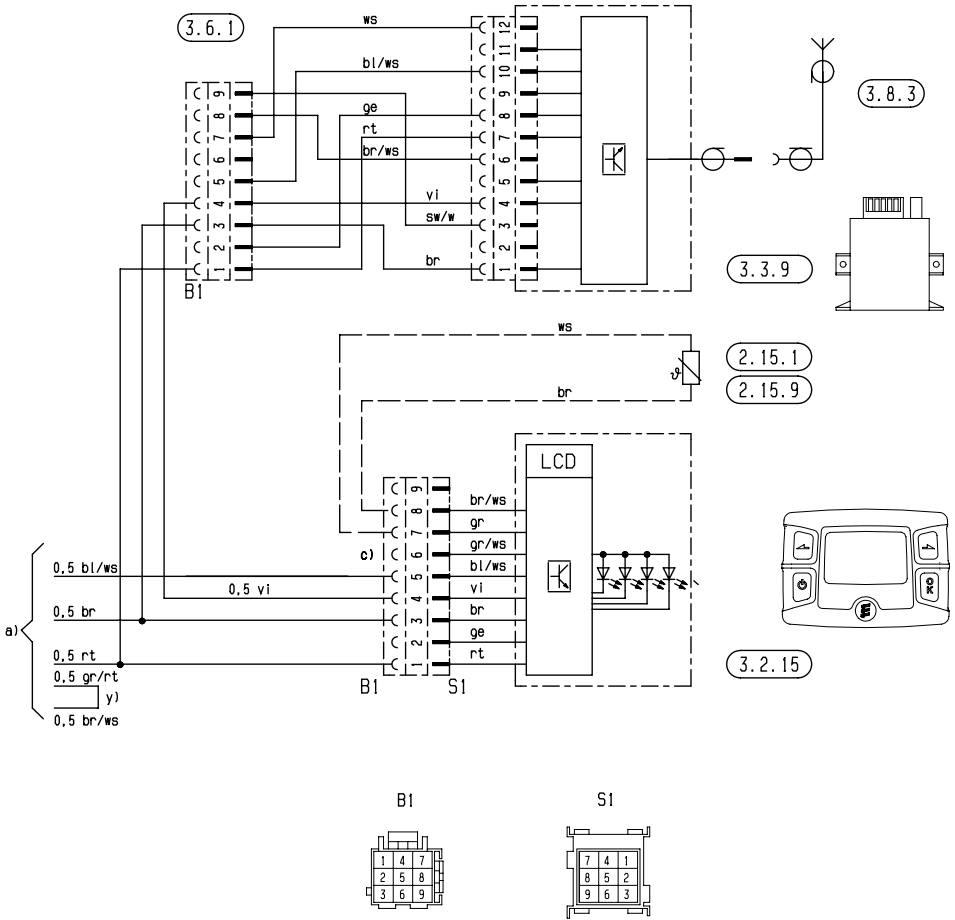 3.6.1
ws
12
11
bl/ws
10
9
9
3.8.3
8
ge
8
7
rt
7
6
br/ws
6
5
5
4
vi
4
3
sw/w
3
2
2
1
br
1
3.3.9
B1
ws
2.15.1
ϑ
br
2.15.9
LCD
9
8
br/ws
7
gr
c)
6
gr/ws
0,5 bl/ws
5
bl/ws
0,5 vi
4
vi
0,5 br
3
br
a)
2
ge
0,5 rt
1
rt
3.2.15
0,5 gr/rt
B1
S1
y)
0,5 br/ws
OK
B1
S1
1 4 7
7 4 1
2 5 8
8 5 2
3 6 9
9 6 3